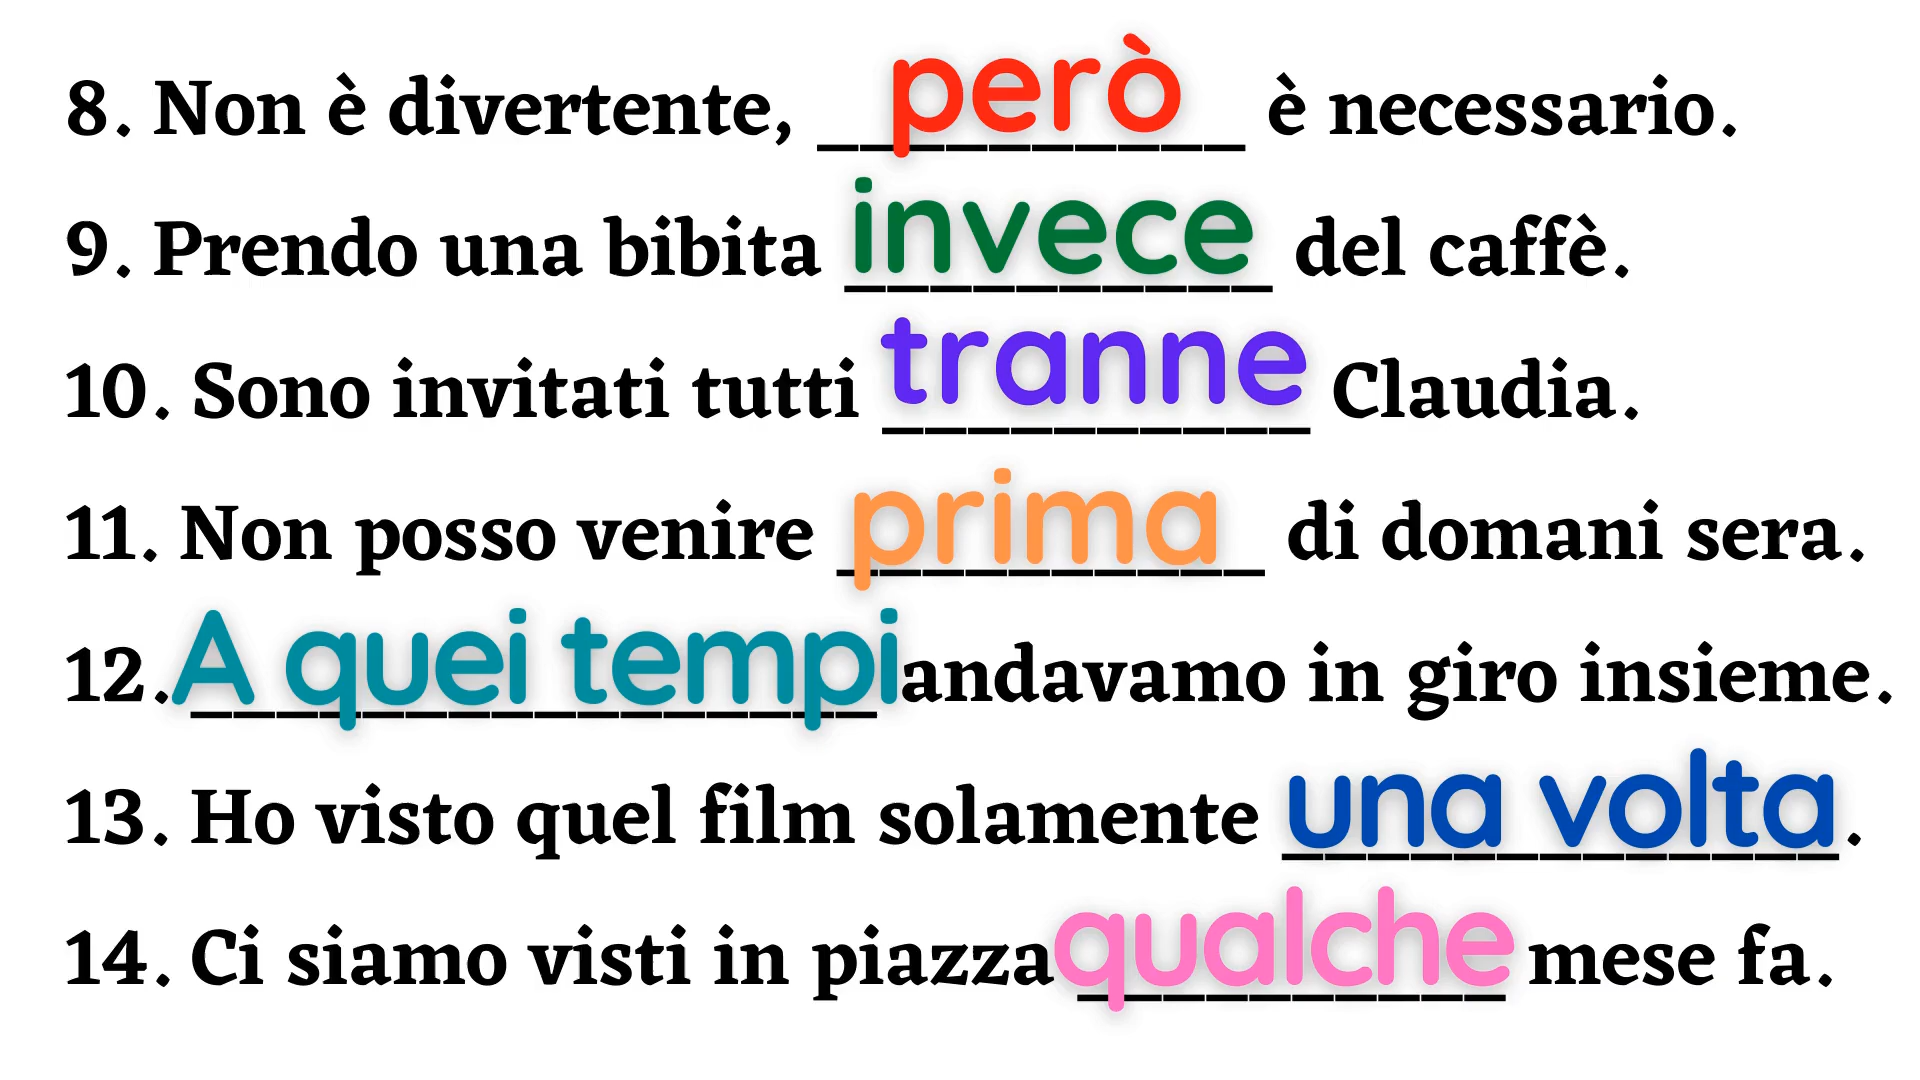 8. Non è divertente, però è necessario.
9. Prendo una bibita invece del caffè.
10. Sono invitati tutti tranne Claudia.
11. Non posso venire prima di domani sera.
12. A quei tempi andavamo in giro insieme.
13. Ho visto quel film solamente una volta.
14. Ci siamo visti in piazza qualche mese fa.